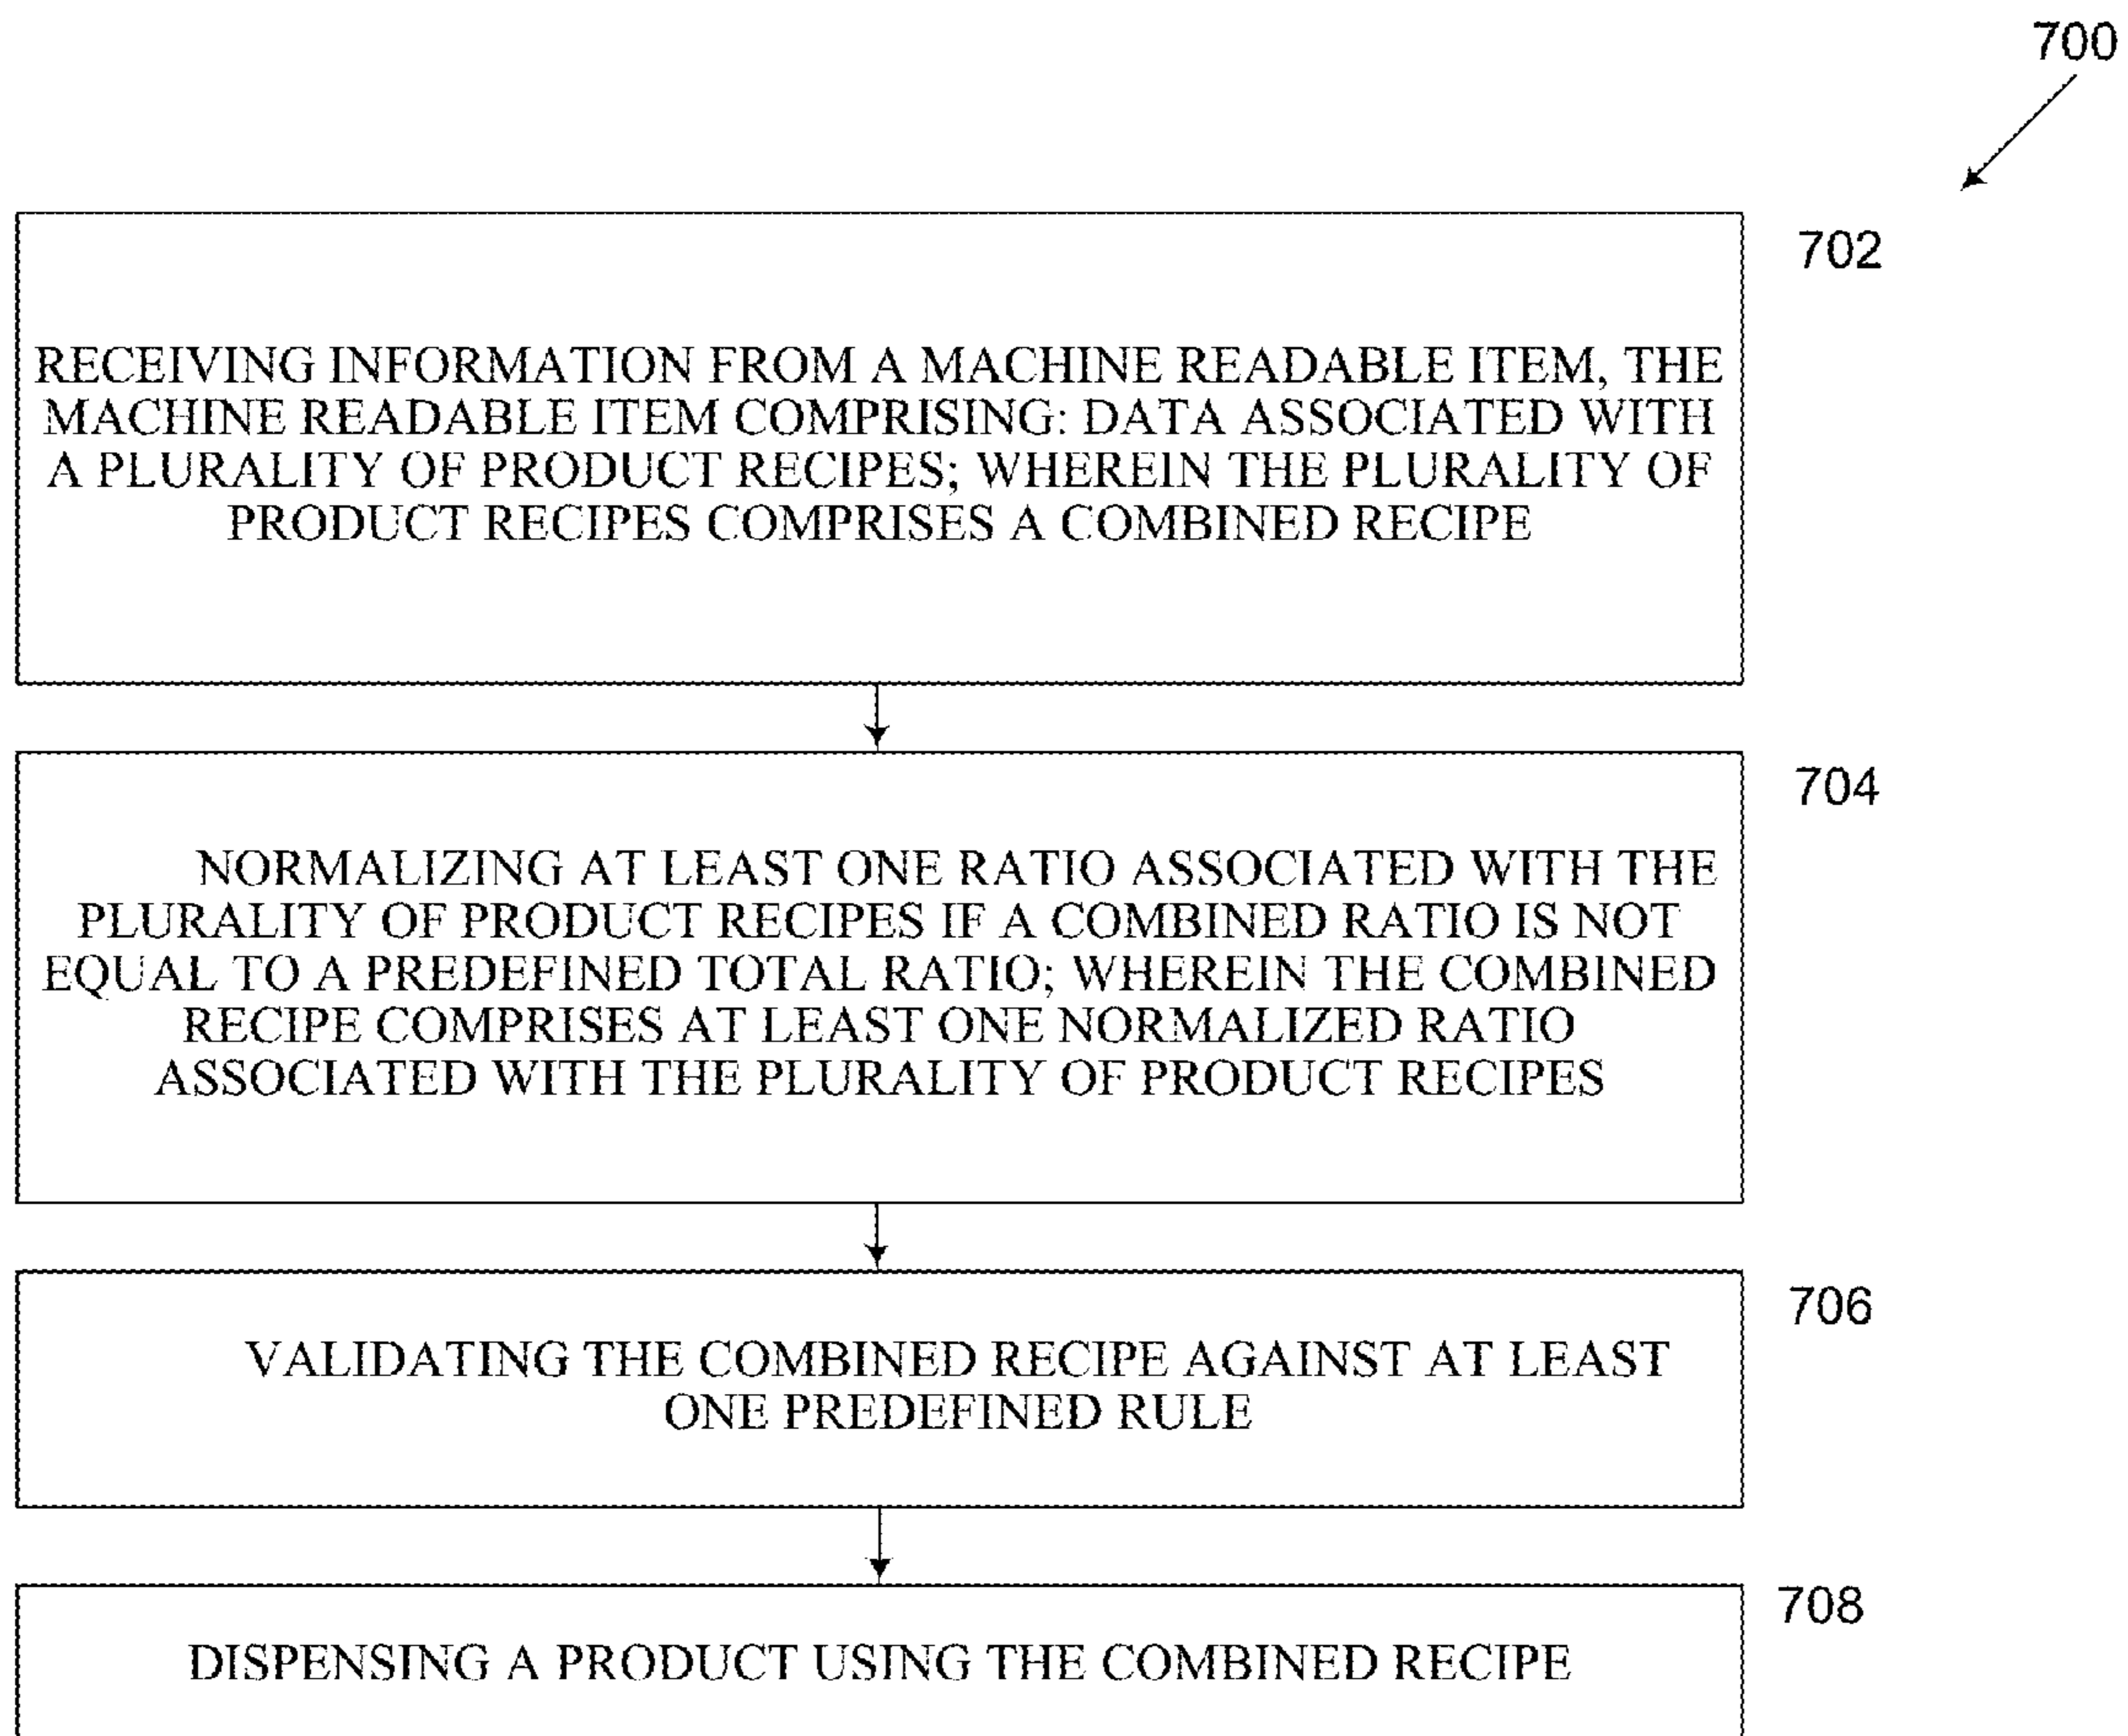 700
702
RECEIVING INFORMATION FROM A MACHINE READABLE ITEM, THE
MACHINE READABLE ITEM COMPRISING: DATA ASSOCIATED WITH
A PLURALITY OF PRODUCT RECIPES; WHEREIN THE PLURALITY OF
PRODUCT RECIPES COMPRISES A COMBINED RECIPE
704
NORMALIZING AT LEAST ONE RATIO ASSOCIATED WITH THE
PLURALITY OF PRODUCT RECIPES IF A COMBINED RATIO IS NOT
EQUAL TO A PREDEFINED TOTAL RATIO; WHEREIN THE COMBINED
RECIPE COMPRISES AT LEAST ONE NORMALIZED RATIO
ASSOCIATED WITH THE PLURALITY OF PRODUCT RECIPES
706
VALIDATING THE COMBINED RECIPE AGAINST AT LEAST
ONE PREDEFINED RULE
708
DISPENSING A PRODUCT USING THE COMBINED RECIPE